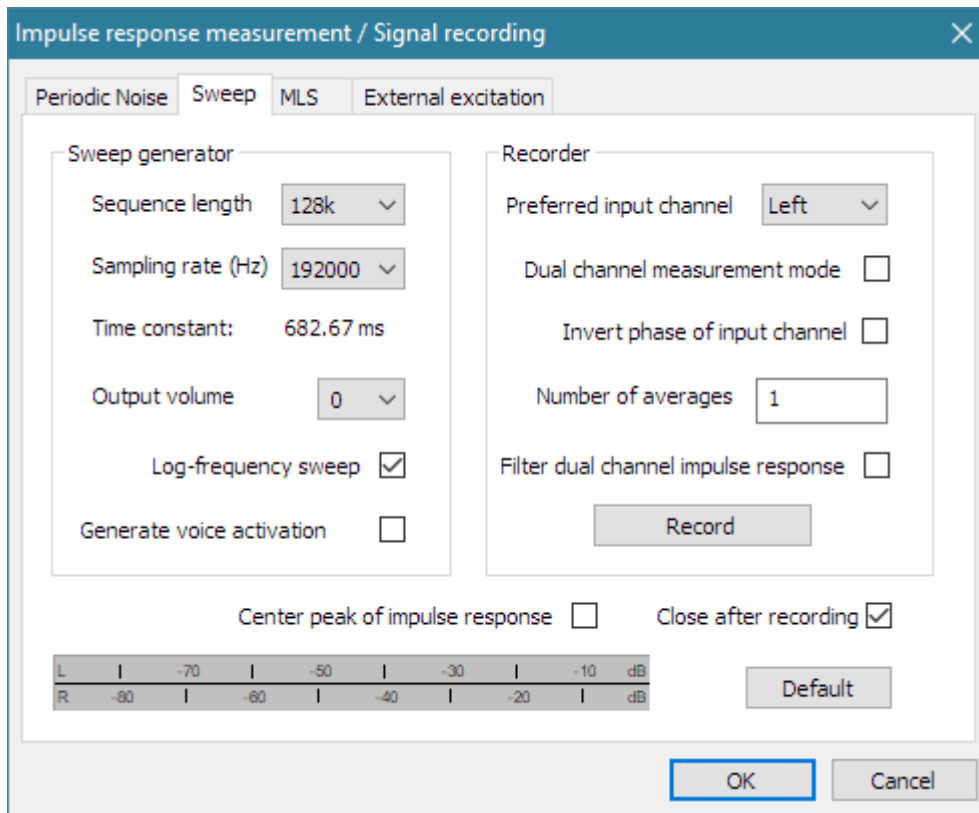 Impulse response measurement / Signal recording
Periodic Noise Sweep MLS External excitation
Sweep generator
Sequence length 128k
Sampling rate (Hz) 192000
Time constant: 682.67 ms
Output volume 0
Log-frequency sweep
Generate voice activation
Recorder
Preferred input channel Left
Dual channel measurement mode
Invert phase of input channel
Number of averages 1
Filter dual channel impulse response
Record
Center peak of impulse response Close after recording
L -70 -50 -30 -10 dB
R -80 -60 -40 -20 dB
Default
OK Cancel